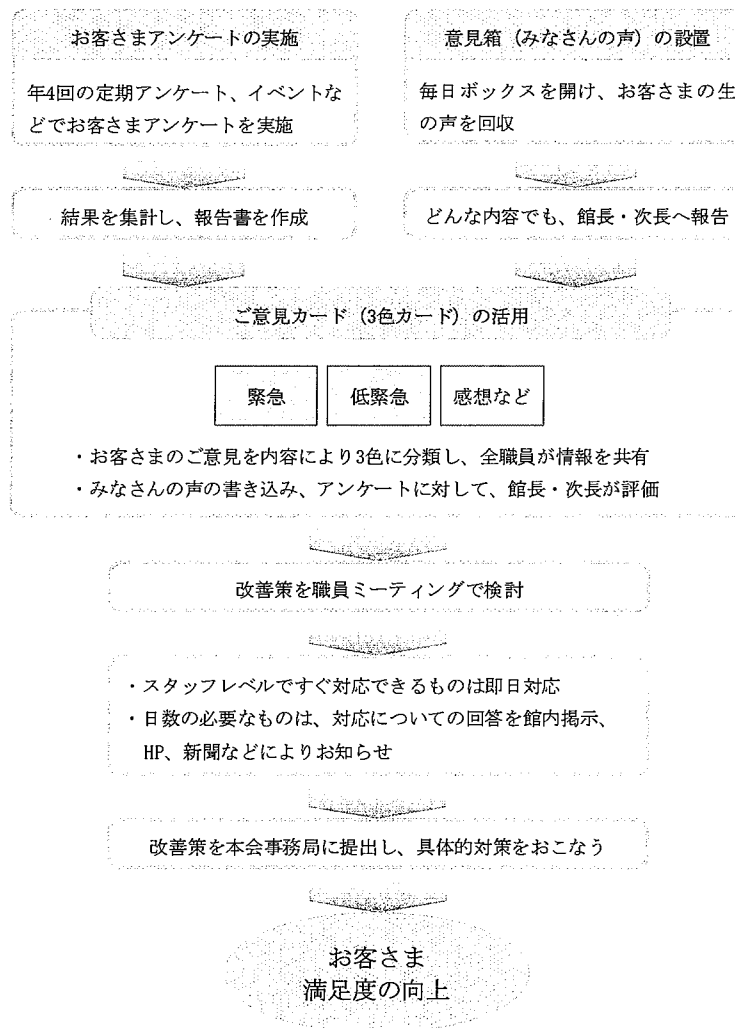 お客さまアンケートの実施
年4回の定期アンケート、イベントな
どでお客さまアンケートを実施
結果を集計し、報告書を作成
意見箱(みなさんの声)の設置
毎日ボックスを開け、お客さまの生
の声を回収
どんな内容でも、館長・次長へ報告
ご意見カード(3色カード)の活用
緊急
低緊急
感想など
・お客さまのご意見を内容により3色に分類し、全職員が情報を共有
・みなさんの声の書き込み、アンケートに対して、館長・次長が評価
改善策を職員ミーティングで検討
・スタッフレベルですぐ対応できるものは即日対応
・日数の必要なものは、対応についての回答を館内掲示、
HP、新聞などによりお知らせ
改善策を本会事務局に提出し、具体的対策をおこなう
お客さま
満足度の向上